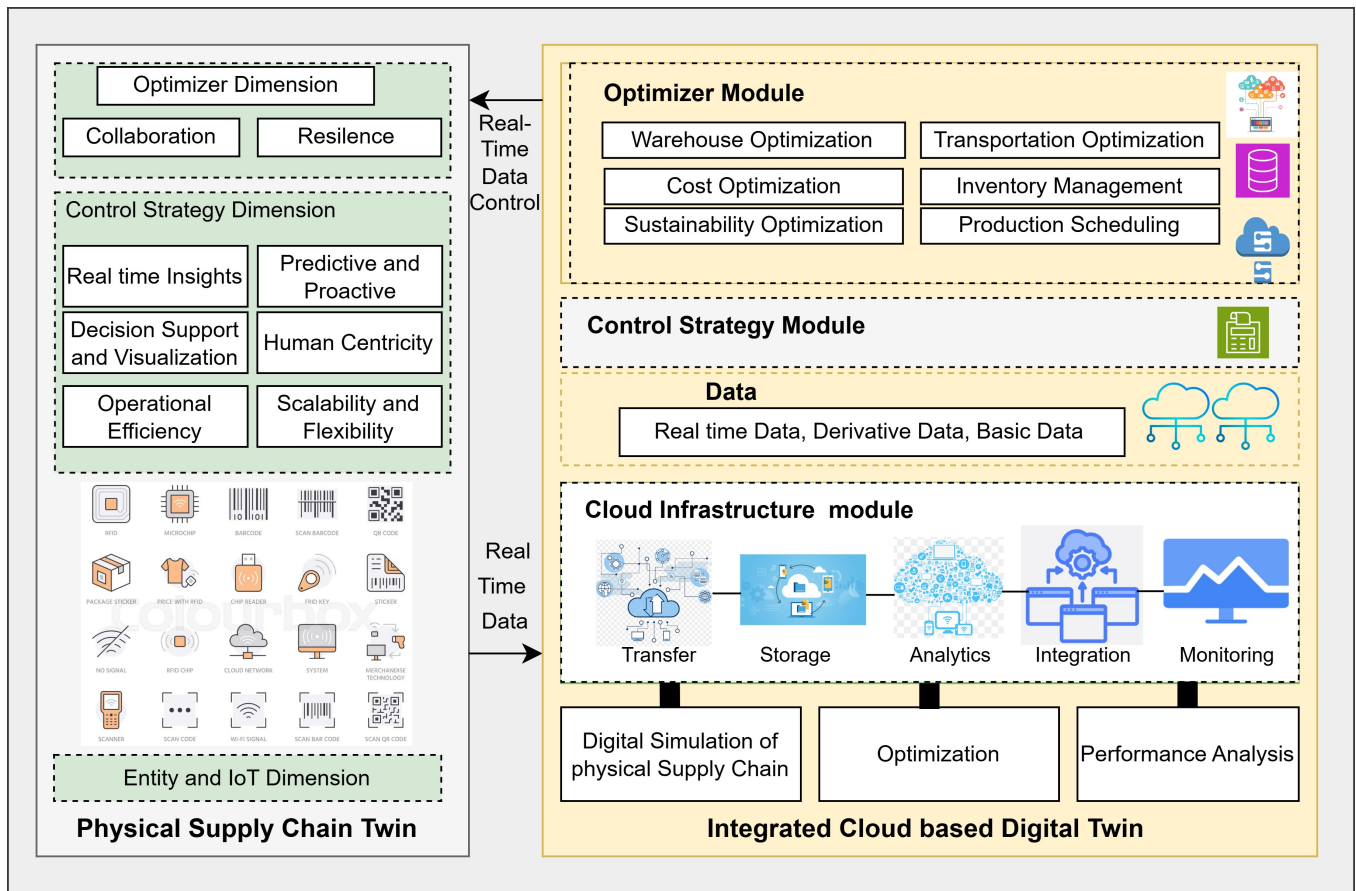 Optimizer Dimension
Collaboration
Resilence
Control Strategy Dimension
Real time Insights
Predictive and
Proactive
Decision Support
and Visualization
Human Centricity
Operational
Efficiency
Scalability and
Flexibility
RFID
MICROCHIP
BARCODE
SCAN BARCODE
QR CODE
PACKAGE STICKER
PRICE WITH RFID
CHIP READER
FRID KEY
STICKER
colourbox
NO SIGNAL
RFID CHIP
CLOUD NETWORK
SYSTEM
MERCHANDISE
TECHNOLOGY
SCANNER
SCAN CODE
WI-FI SIGNAL
SCAN BAR CODE
SCAN QR CODE
Entity and IoT Dimension
Physical Supply Chain Twin
Real-
Time
Data
Control
Real
Time
Data
Optimizer Module
Warehouse Optimization
Transportation Optimization
Cost Optimization
Inventory Management
Sustainability Optimization
Production Scheduling
Control Strategy Module
Data
Real time Data, Derivative Data, Basic Data
Cloud Infrastructure module
Transfer
Storage
Analytics
Integration
Monitoring
Digital Simulation of
physical Supply Chain
Optimization
Performance Analysis
Integrated Cloud based Digital Twin